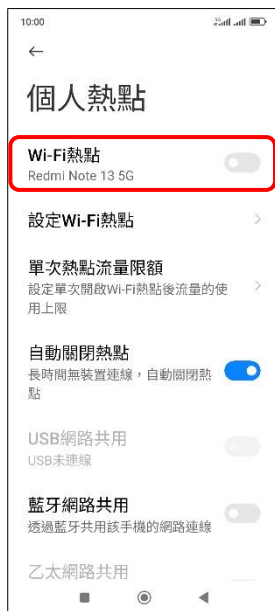 10:00
個人熱點
Wi-Fi熱點
Redmi Note 13 5G
設定Wi-Fi熱點
單次熱點流量限額
設定單次開啟Wi-Fi熱點後流量的使
用上限
自動關閉熱點
長時間無裝置連線，自動關閉熱
點
USB網路共用
USB未連線
藍牙網路共用
透過藍牙共用該手機的網路連線
乙太網路共用